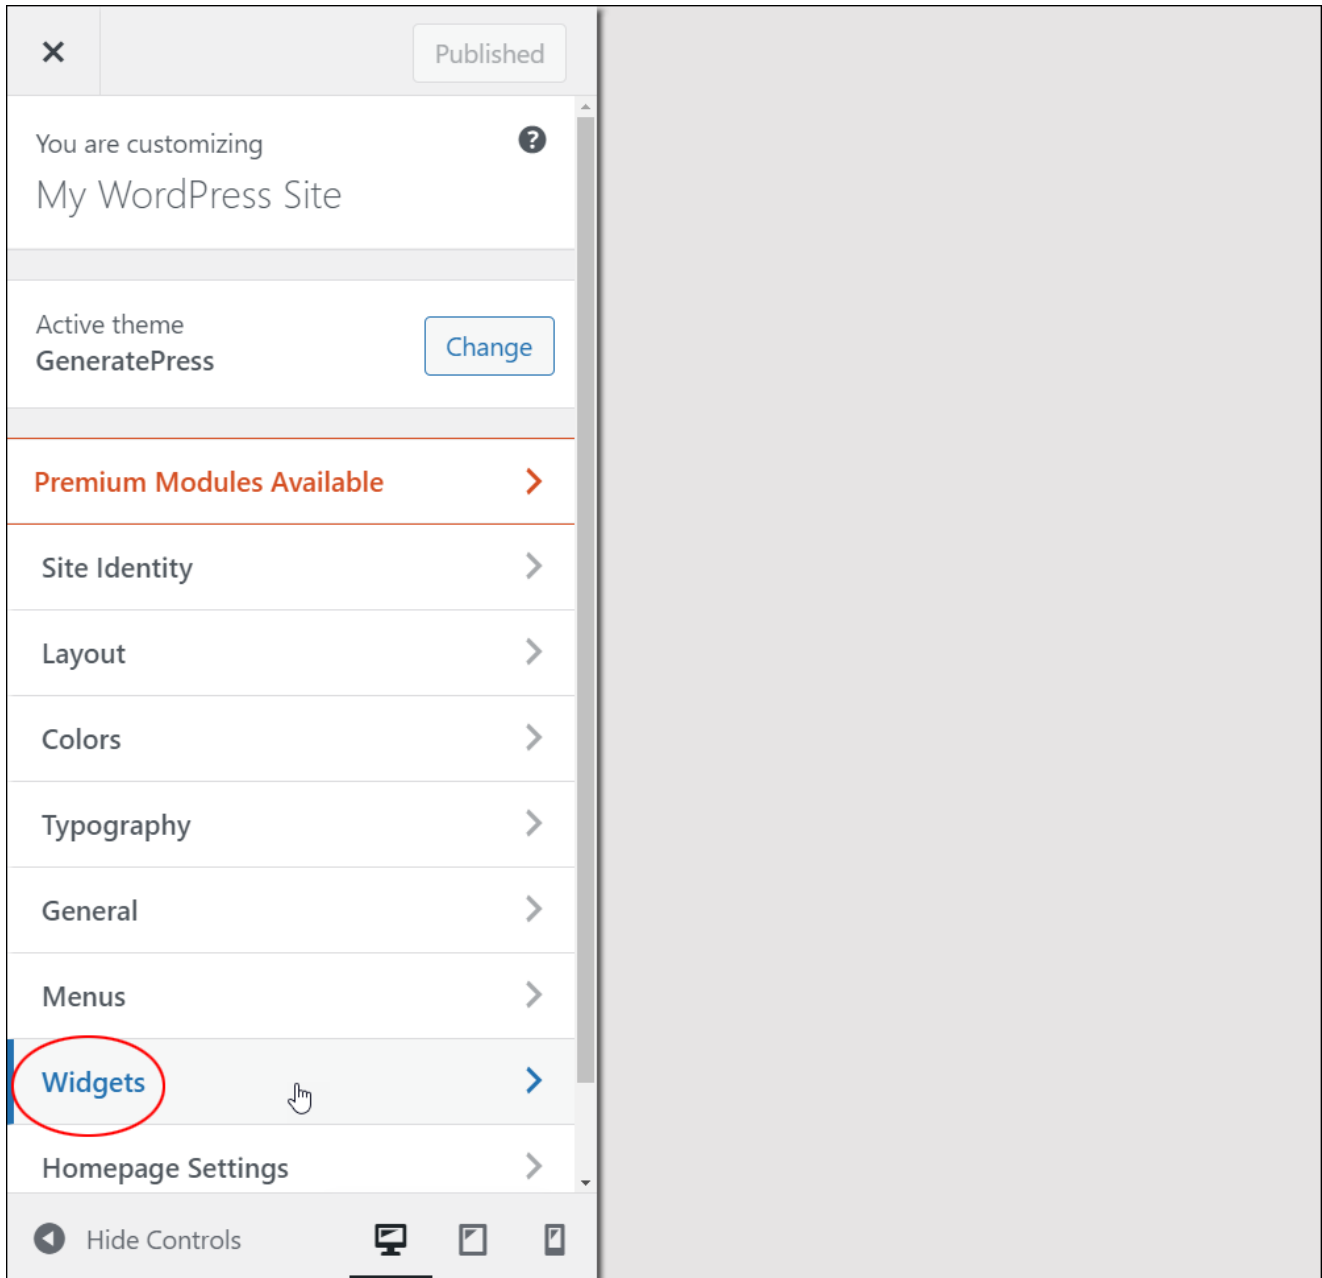 Published
You are customizing
My WordPress Site
Active theme
GeneratePress
Change
Premium Modules Available
Site Identity
Layout
Colors
Typography
General
Menus
Widgets
Homepage Settings
Hide Controls